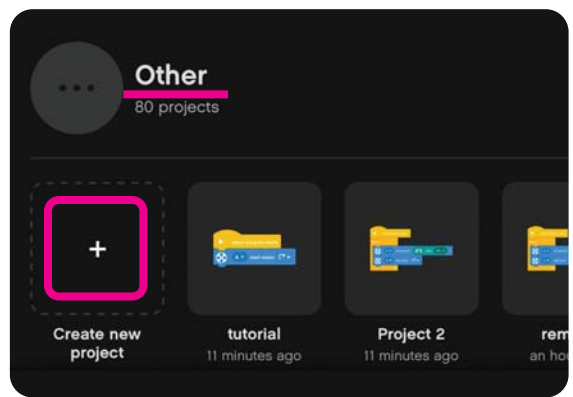 Other
80 projects
Create new
project
tutorial
11 minutes ago
Project 2
11 minutes ago
rem
an hou